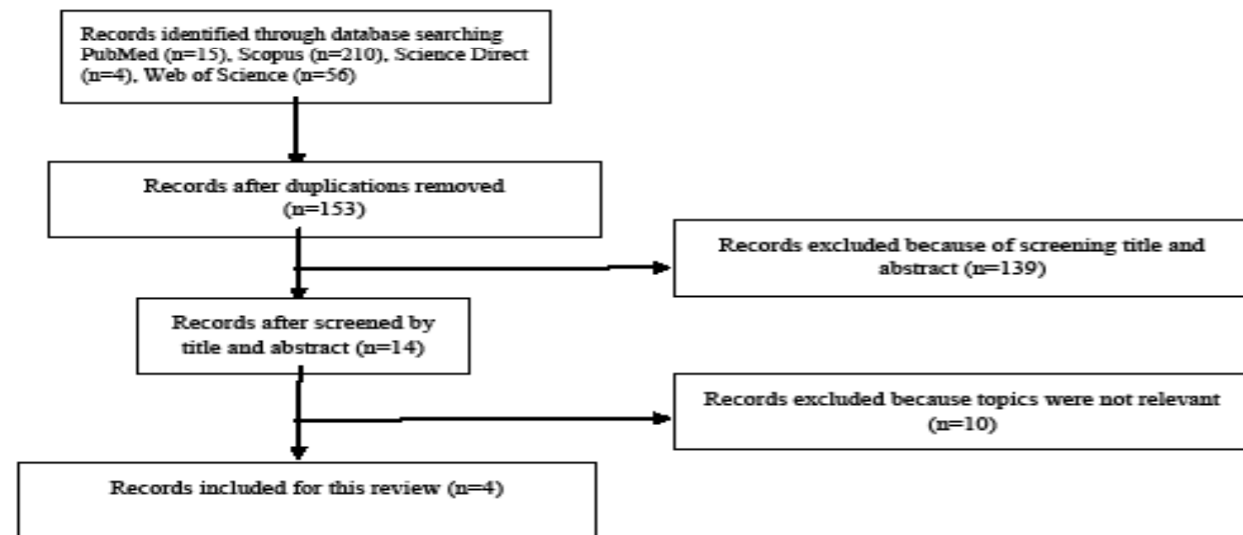 Records identified through database searching
PubMed (n=15), Scopus (n=210), Science Direct
(n=4), Web of Science (n=56)
Records after duplications removed
(n=153)
Records excluded because of screening title and
abstract (n=139)
Records after screened by
title and abstract (n=14)
Records excluded because topics were not relevant
(n=10)
Records included for this review (n=4)